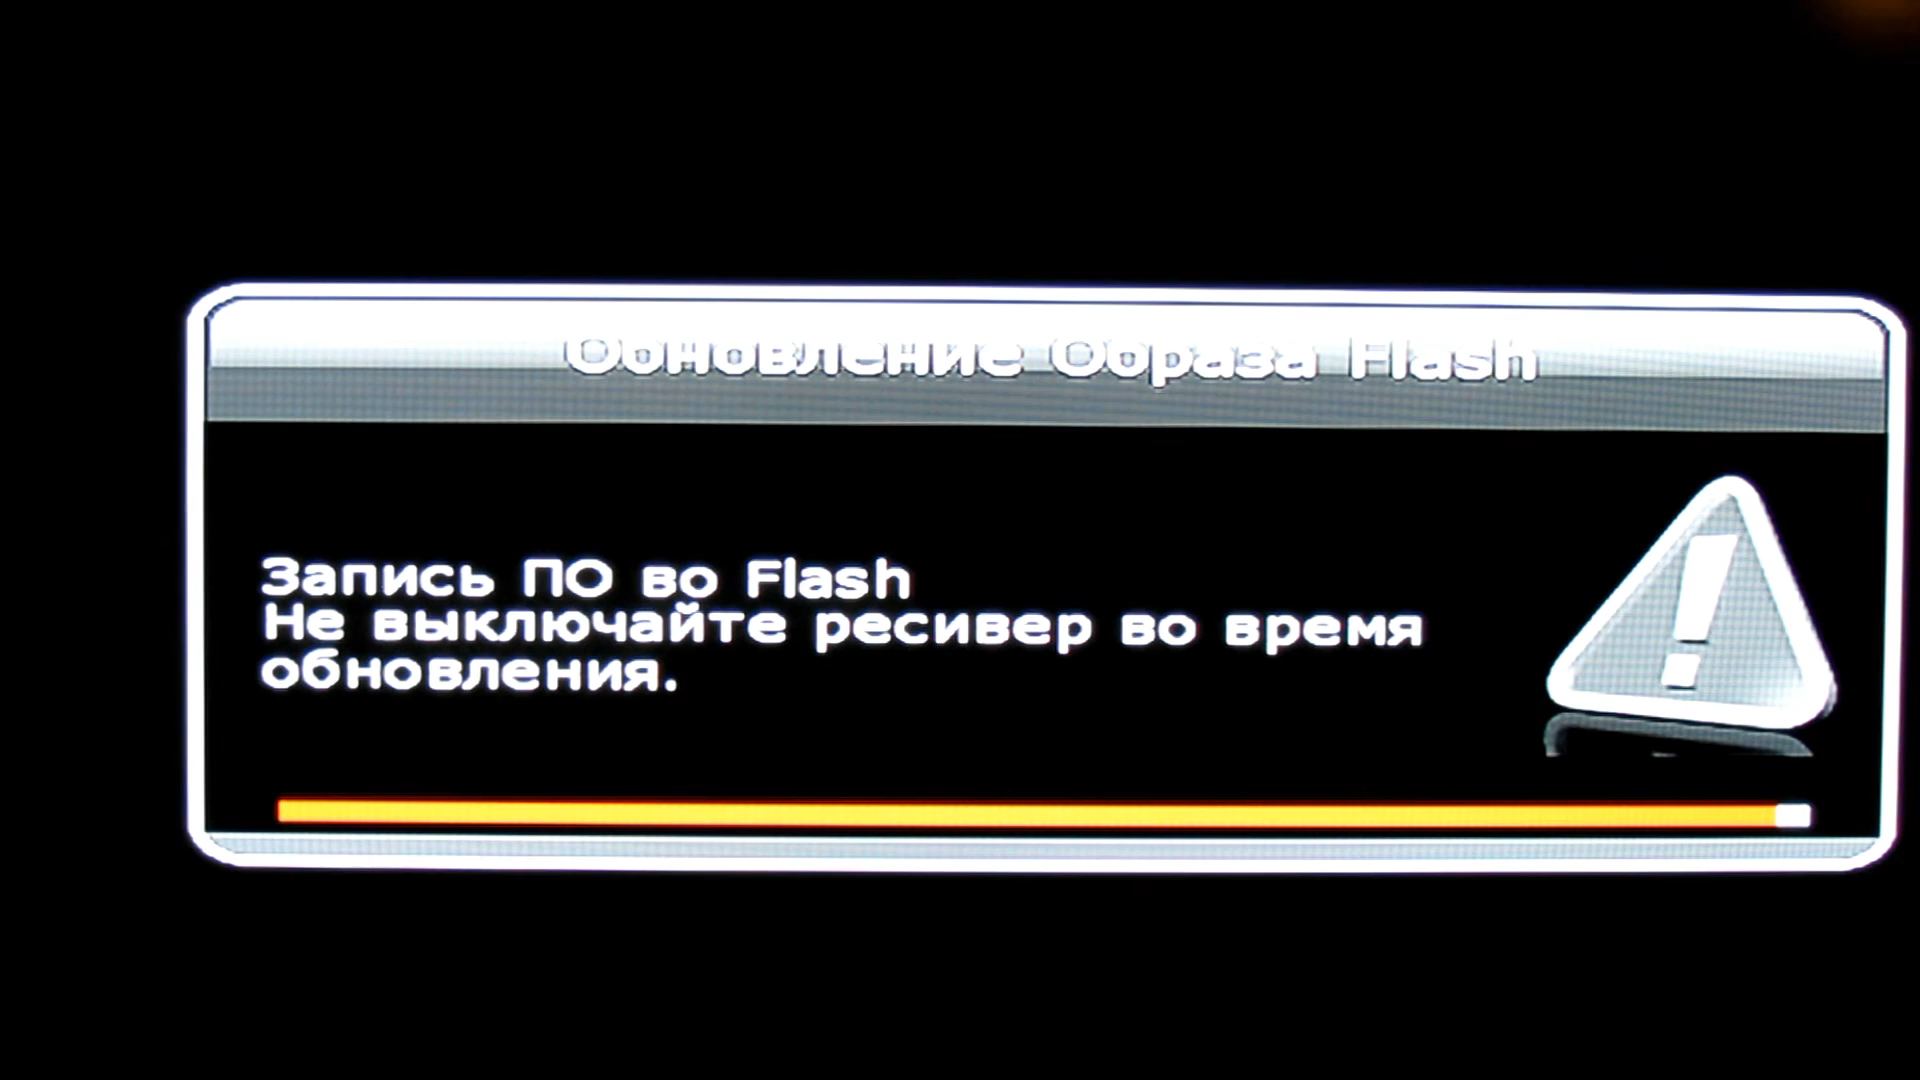 Обновление Образа Flash
Запись ПО во Flash
Не выключайте ресивер во время
обновления.